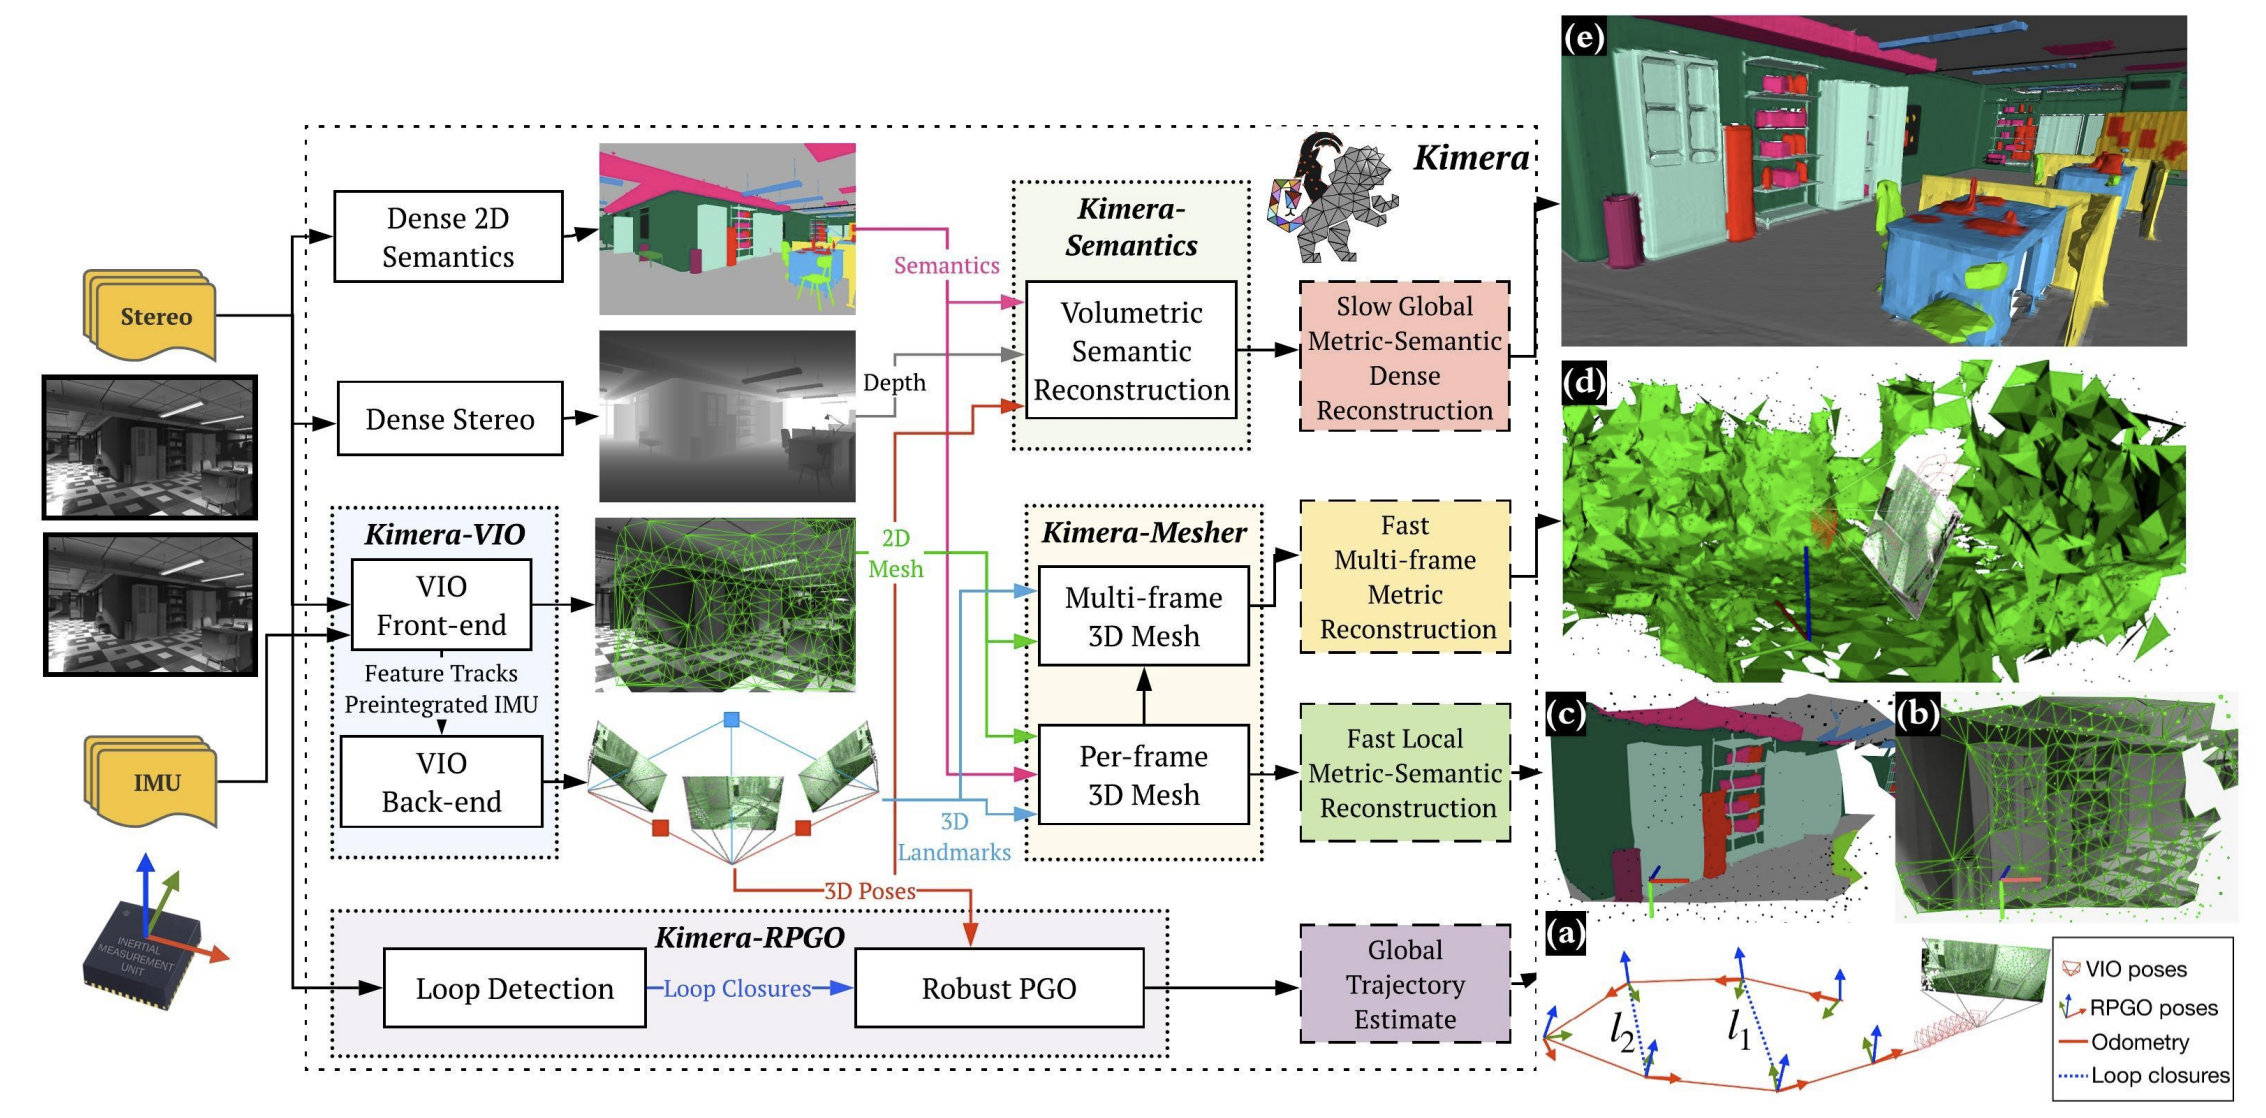 Kimera
Stereo
IMU
INERTIAL
MEASUREMENT
UNIT
Dense 2D
Semantics
Dense Stereo
Kimera-VIO
VIO
Front-end
Feature Tracks
Preintegrated IMU
VIO
Back-end
Semantics
Depth
2D
Mesh
3D
Landmarks
3D Poses
Kimera-RPGO
Loop Detection
Loop Closures
Robust PGO
Kimera-
Semantics
Volumetric
Semantic
Reconstruction
Kimera-Mesher
Multi-frame
3D Mesh
Per-frame
3D Mesh
Slow Global
Metric-Semantic
Dense
Reconstruction
Fast
Multi-frame
Metric
Reconstruction
Fast Local
Metric-Semantic
Reconstruction
Global
Trajectory
Estimate
(e)
(d)
(c)
(b)
(a)
l2
l1
VIO poses
RPGO poses
Odometry
Loop closures